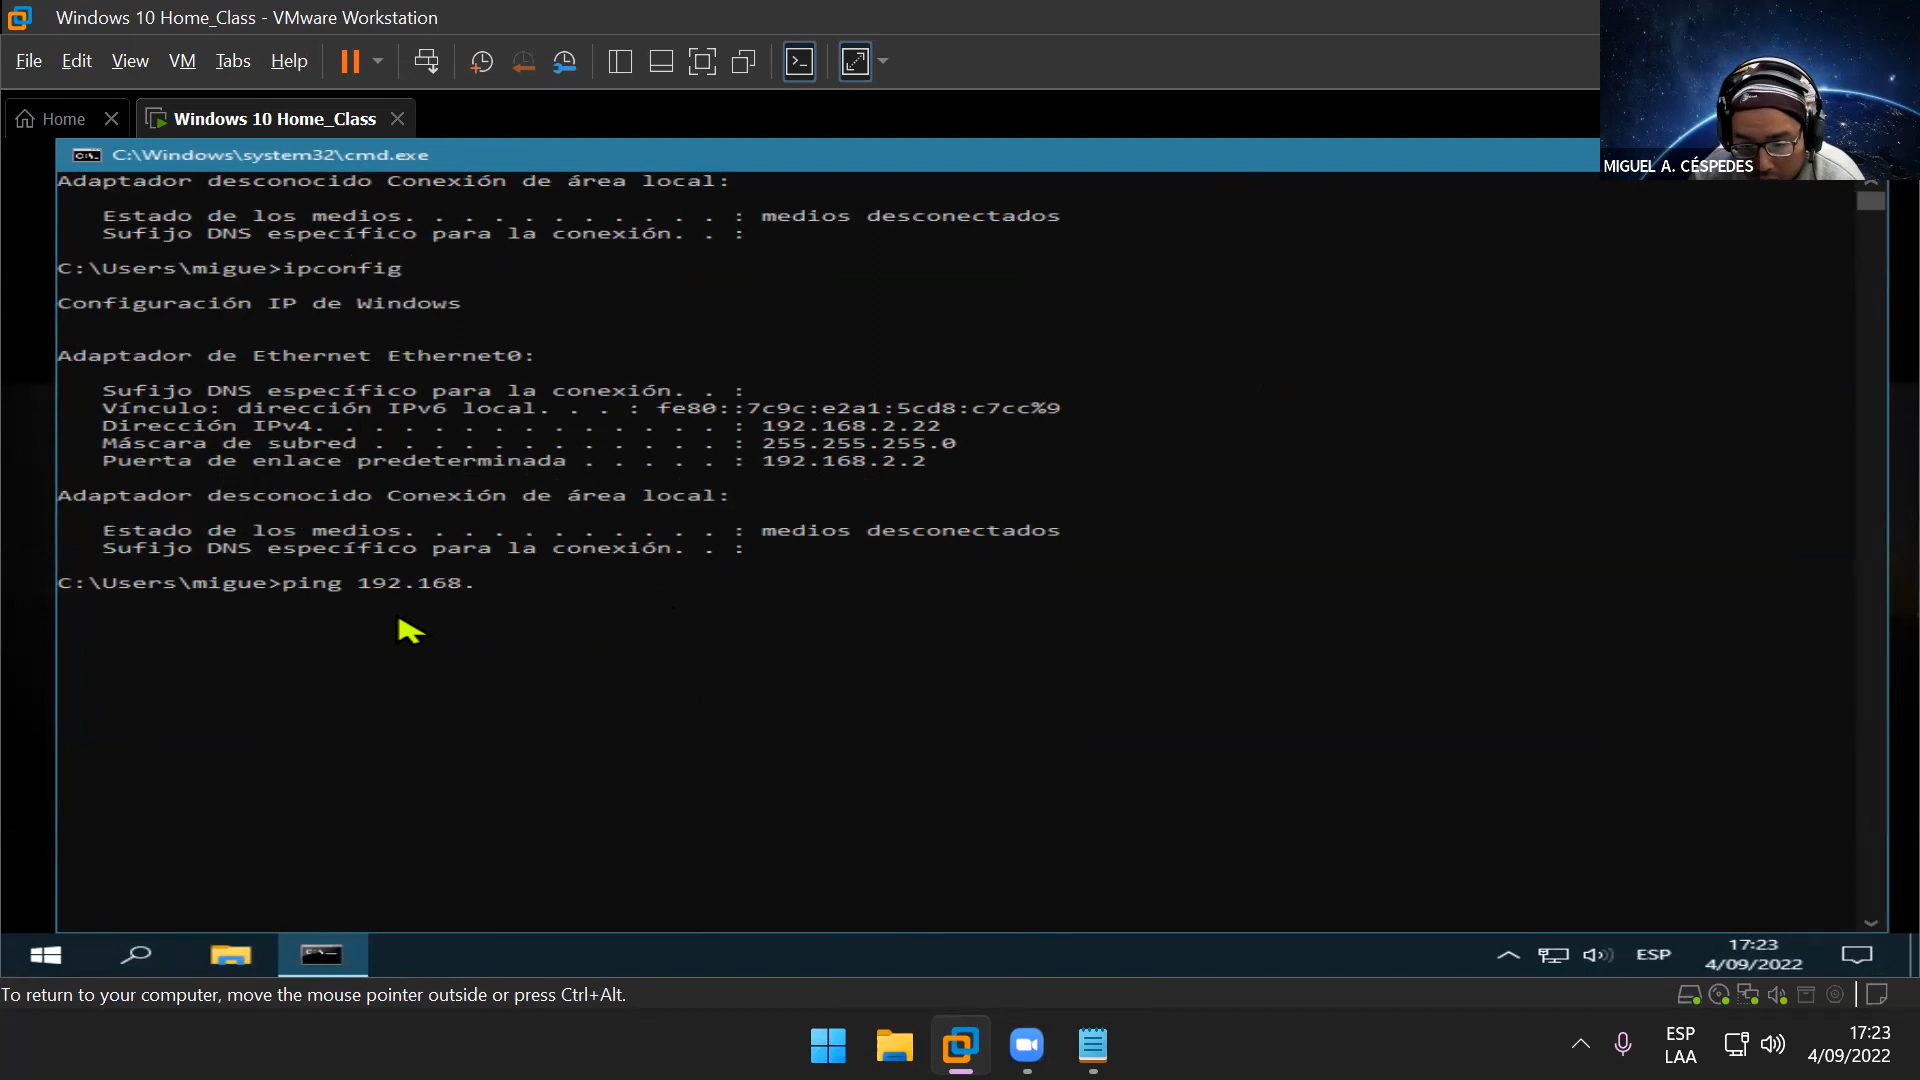 Windows 10 Home_Class - VMware Workstation
File Edit View VM Tabs Help
Home
Windows 10 Home_Class
MIGUEL A. CÉSPEDES
C:\Windows\system32\cmd.exe
Adaptador desconocido Conexión de área local:
Estado de los medios. . . . . . . . . . . : medios desconectados
Sufijo DNS específico para la conexión. . :
C:\Users\migue>ipconfig
Configuración IP de Windows
Adaptador de Ethernet Ethernet0:
Sufijo DNS específico para la conexión. . :
Vínculo: dirección IPv6 local. . . : fe80::7c9c:e2a1:5cd8:c7cc%9
Dirección IPv4. . . . . . . . . . . . . . : 192.168.2.22
Máscara de subred . . . . . . . . . . . . : 255.255.255.0
Puerta de enlace predeterminada . . . . . : 192.168.2.2
Adaptador desconocido Conexión de área local:
Estado de los medios. . . . . . . . . . . : medios desconectados
Sufijo DNS específico para la conexión. . :
C:\Users\migue>ping 192.168.
ESP
17:23
4/09/2022
To return to your computer, move the mouse pointer outside or press Ctrl+Alt.
ESP
LAA
17:23
4/09/2022